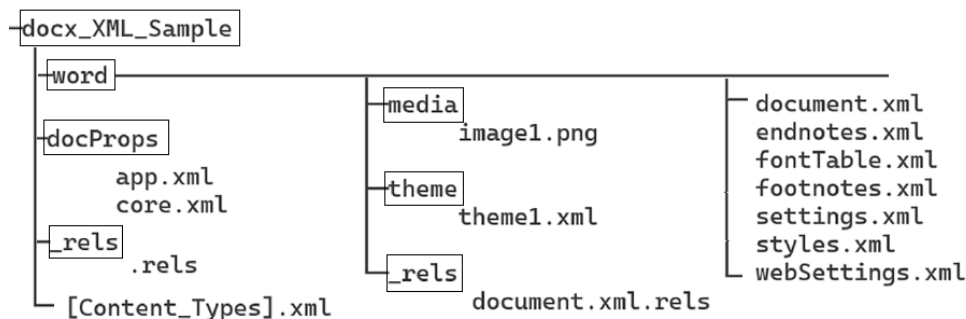 docx_XML_Sample
word
docProps
app.xml
core.xml
_rels
.rels
[Content_Types].xml
media
image1.png
theme
theme1.xml
_rels
document.xml.rels
document.xml
endnotes.xml
fontTable.xml
footnotes.xml
settings.xml
styles.xml
webSettings.xml